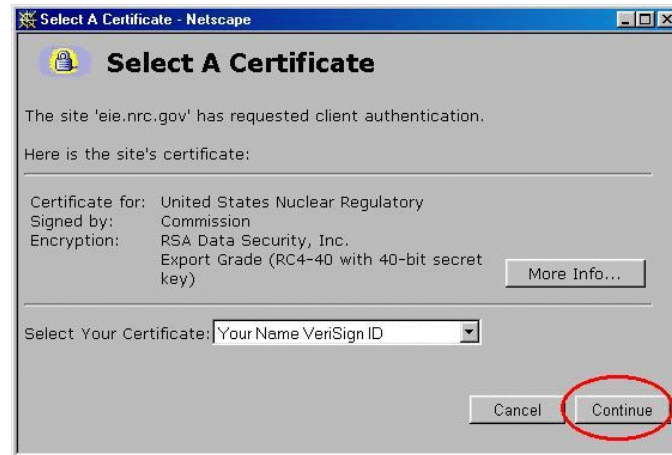 Select A Certificate - Netscape
Select A Certificate
The site 'eie.nrc.gov' has requested client authentication.
Here is the site's certificate:
Certificate for: United States Nuclear Regulatory
Signed by: Commission
Encryption: RSA Data Security, Inc.
Export Grade (RC4-40 with 40-bit secret
key)
More Info...
Select Your Certificate: Your Name VeriSign ID
Cancel Continue